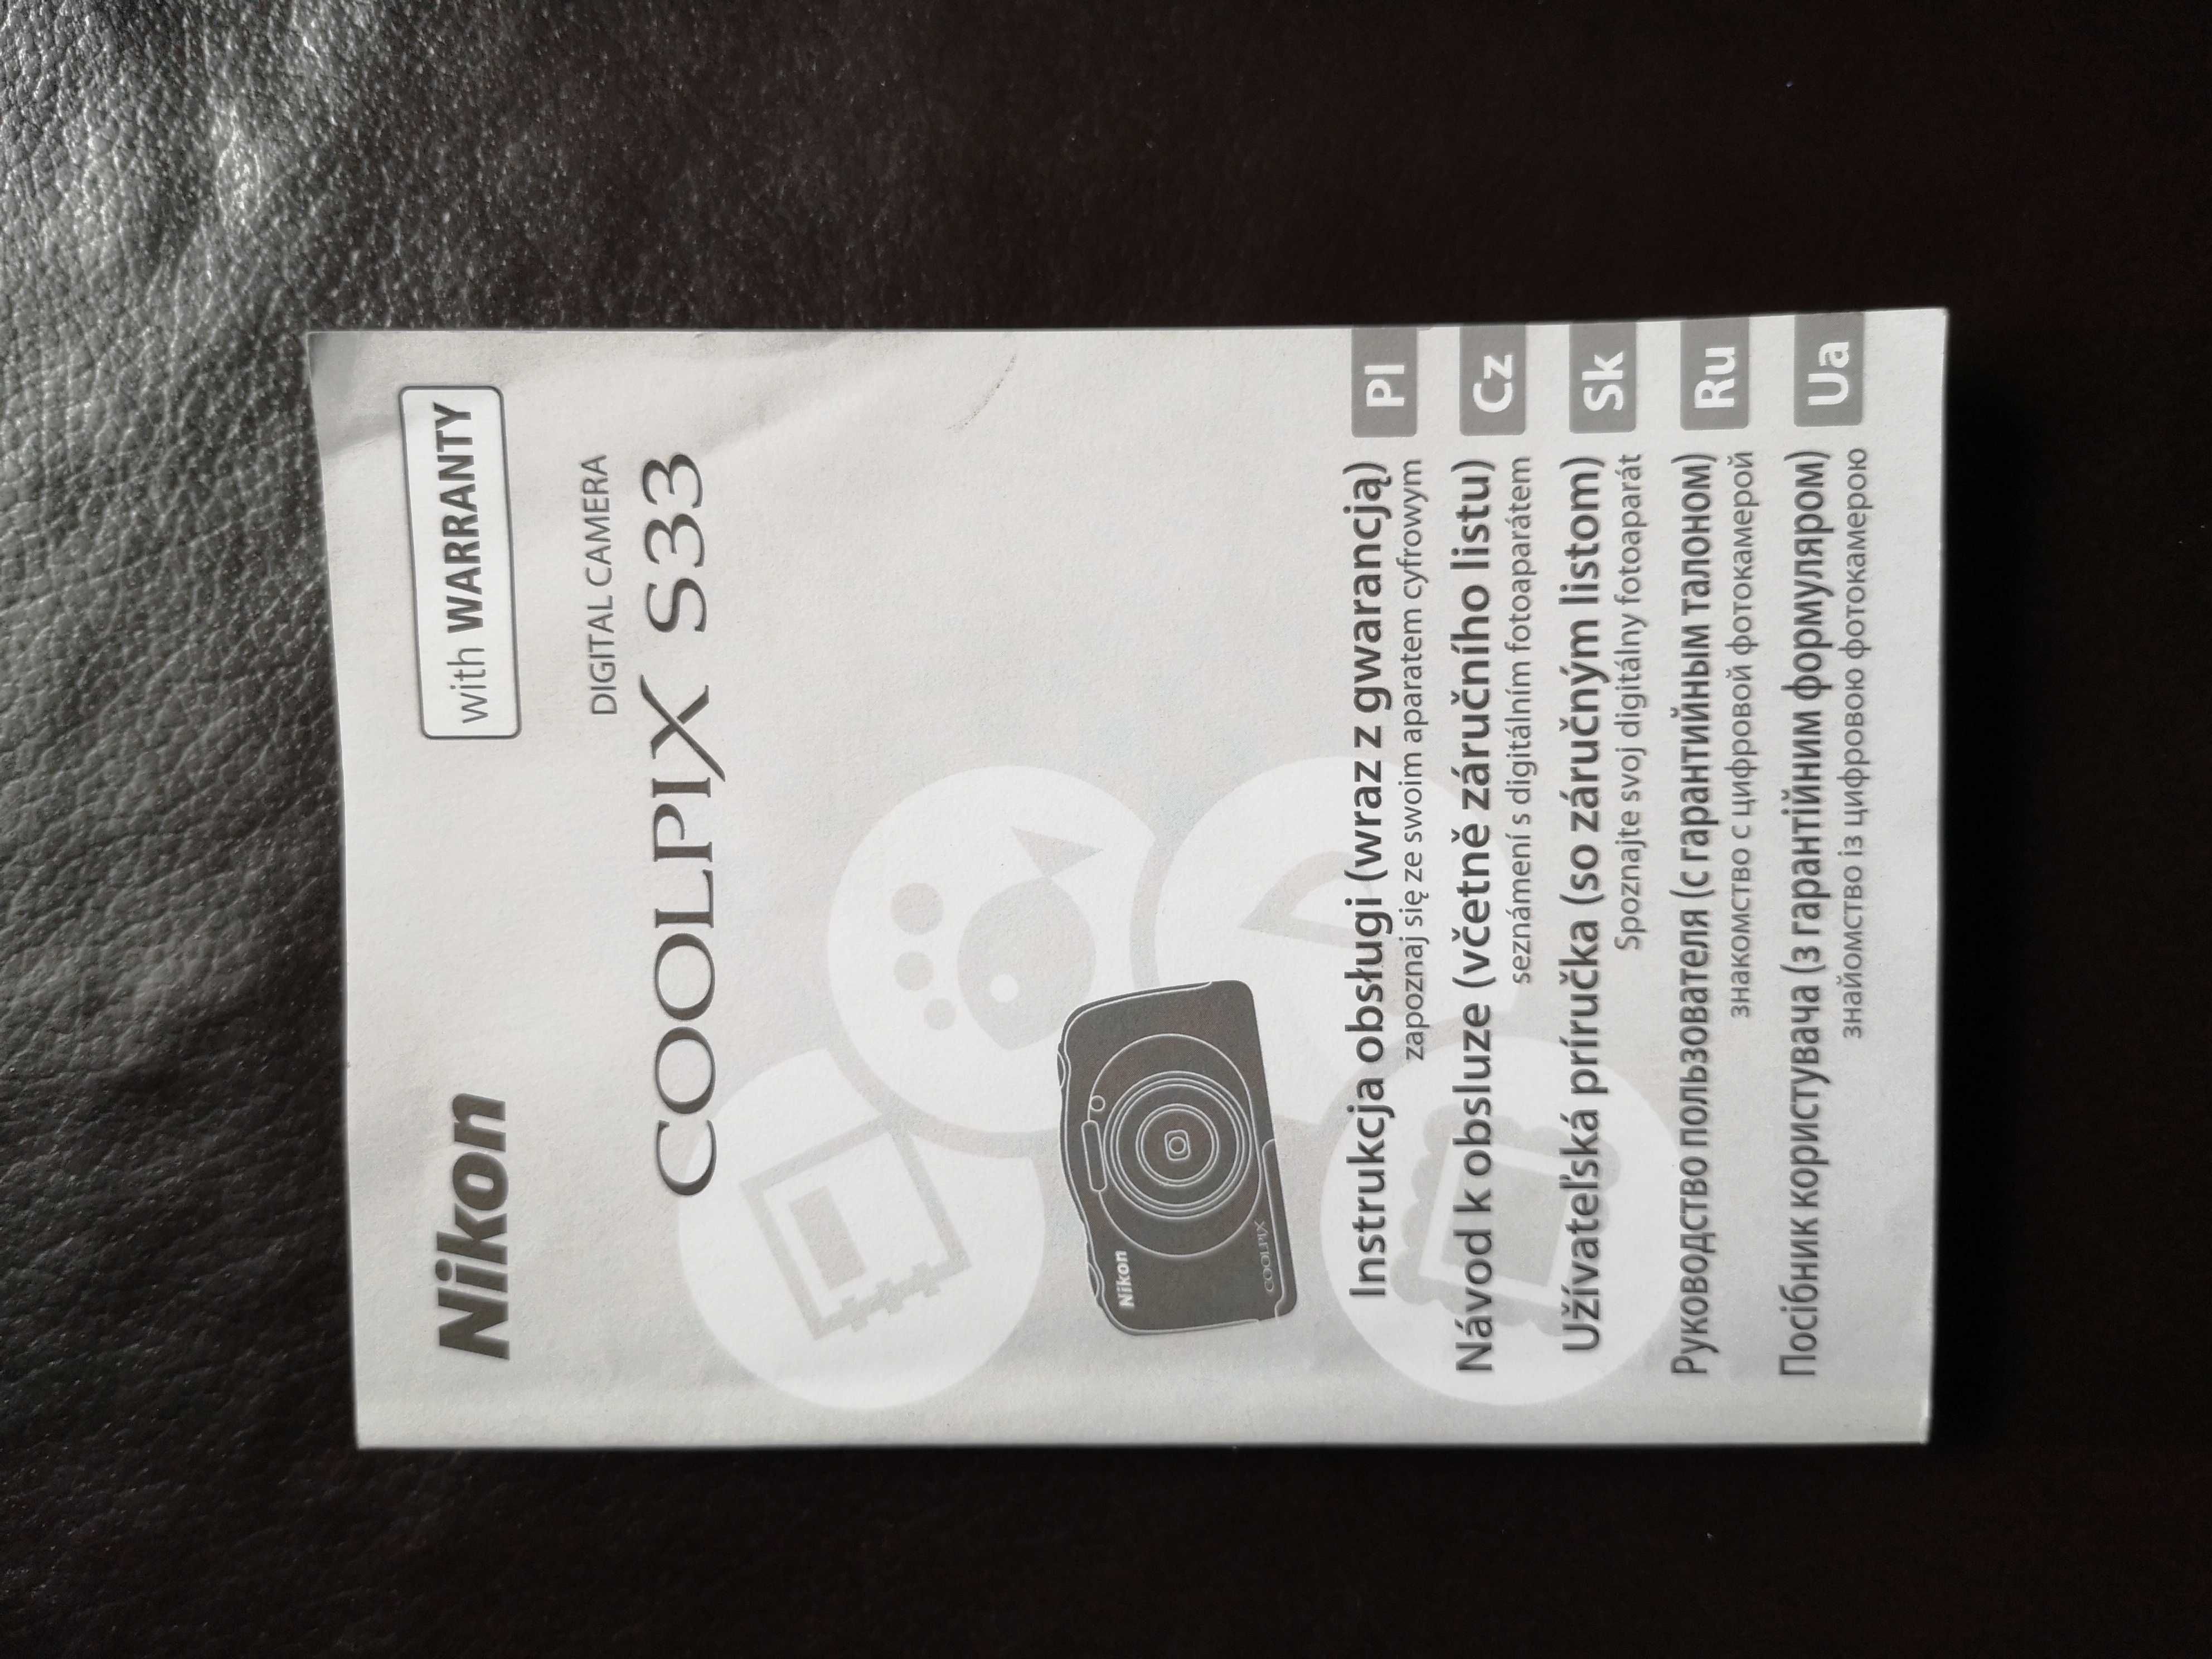 Nikon
with WARRANTY
DIGITAL CAMERA
COOLPIX S33
Nikon
COOLPIX
Instrukcja obsługi (wraz z gwarancją) Pl
zapoznaj się ze swoim aparatem cyfrowym
Návod k obsluze (včetně záručního listu) Cz
seznámení s digitálním fotoaparátem
Užívateľská príručka (so záručným listom) Sk
Spoznajte svoj digitálny fotoaparát
Руководство пользователя (с гарантийным талоном) Ru
знакомство с цифровой фотокамерой
Посібник користувача (з гарантійним формуляром) Ua
знайомство із цифровою фотокамерою